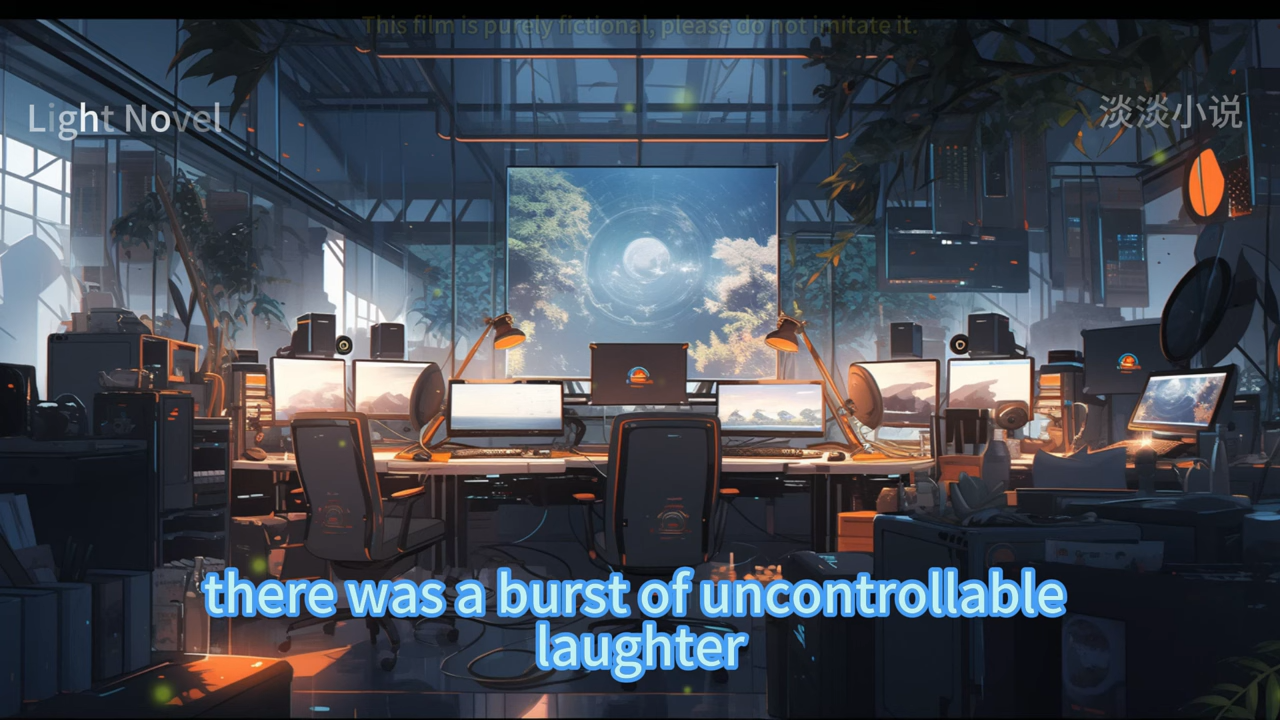 This film is purely fictional, please do not imitate it.
Light Novel
淡淡小说
there was a burst of uncontrollable
laughter